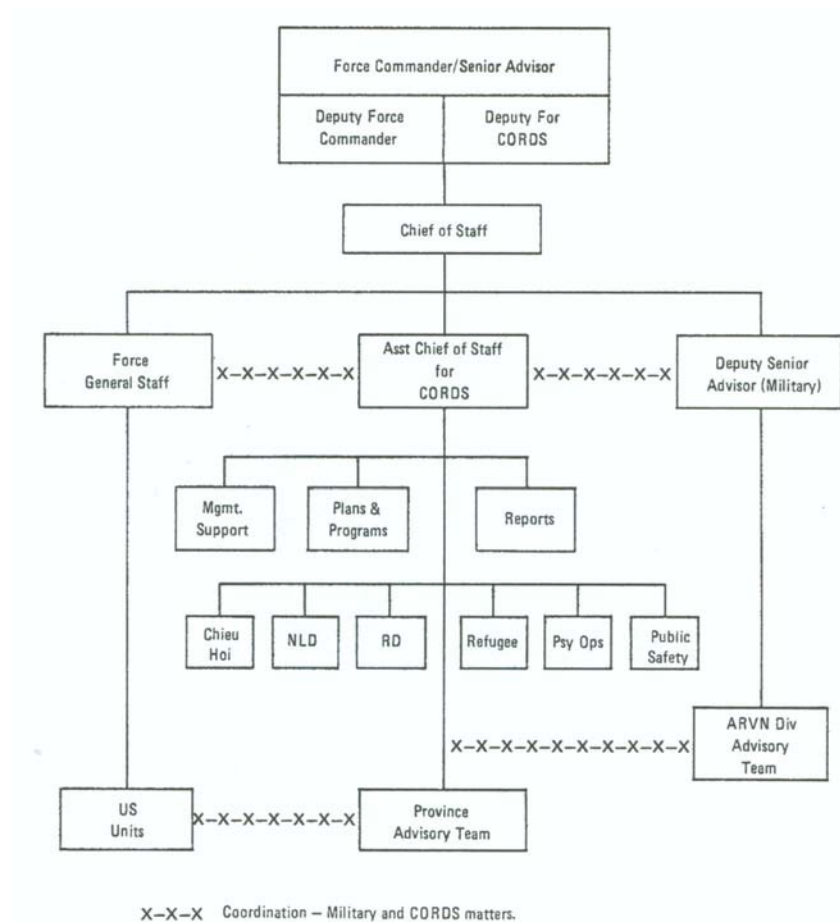 Force Commander/Senior Advisor
Deputy Force
Commander
Deputy For
CORDS
Chief of Staff
Force
General Staff
X-X-X-X-X-X
Asst Chief of Staff
for
CORDS
X-X-X-X-X-X
Deputy Senior
Advisor (Military)
Mgmt.
Support
Plans &
Programs
Reports
Chieu
Hoi
NLD
RD
Refugee
Psy Ops
Public
Safety
X-X-X-X-X-X-X-X-X
ARVN Div
Advisory
Team
US
Units
X-X-X-X-X-X-X
Province
Advisory Team
X-X-X Coordination — Military and CORDS matters.